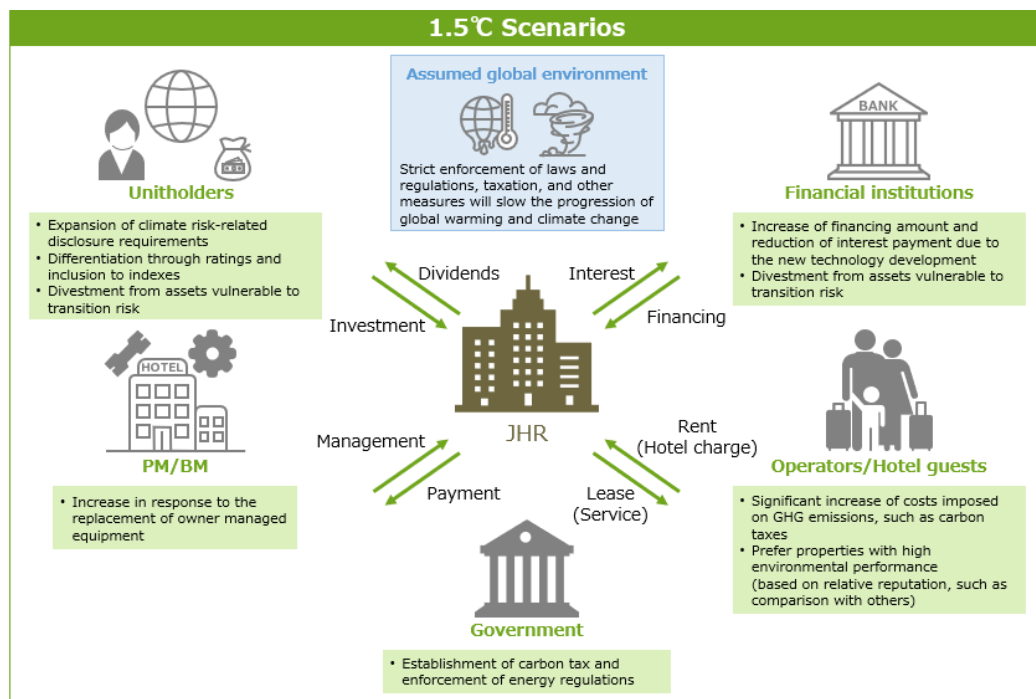 1.5℃ Scenarios
Assumed global environment
Strict enforcement of laws and
regulations, taxation, and other
measures will slow the progression of
global warming and climate change
Unitholders
• Expansion of climate risk-related
disclosure requirements
• Differentiation through ratings and
inclusion to indexes
• Divestment from assets vulnerable to
transition risk
BANK
Financial institutions
• Increase of financing amount and
reduction of interest payment due to
the new technology development
• Divestment from assets vulnerable to
transition risk
Dividends
Investment
Interest
Financing
JHR
HOTEL
PM/BM
• Increase in response to the
replacement of owner managed
equipment
Management
Payment
Rent
(Hotel charge)
Lease
(Service)
Operators/Hotel guests
• Significant increase of costs imposed
on GHG emissions, such as carbon
taxes
• Prefer properties with high
environmental performance
(based on relative reputation, such as
comparison with others)
Government
• Establishment of carbon tax and
enforcement of energy regulations